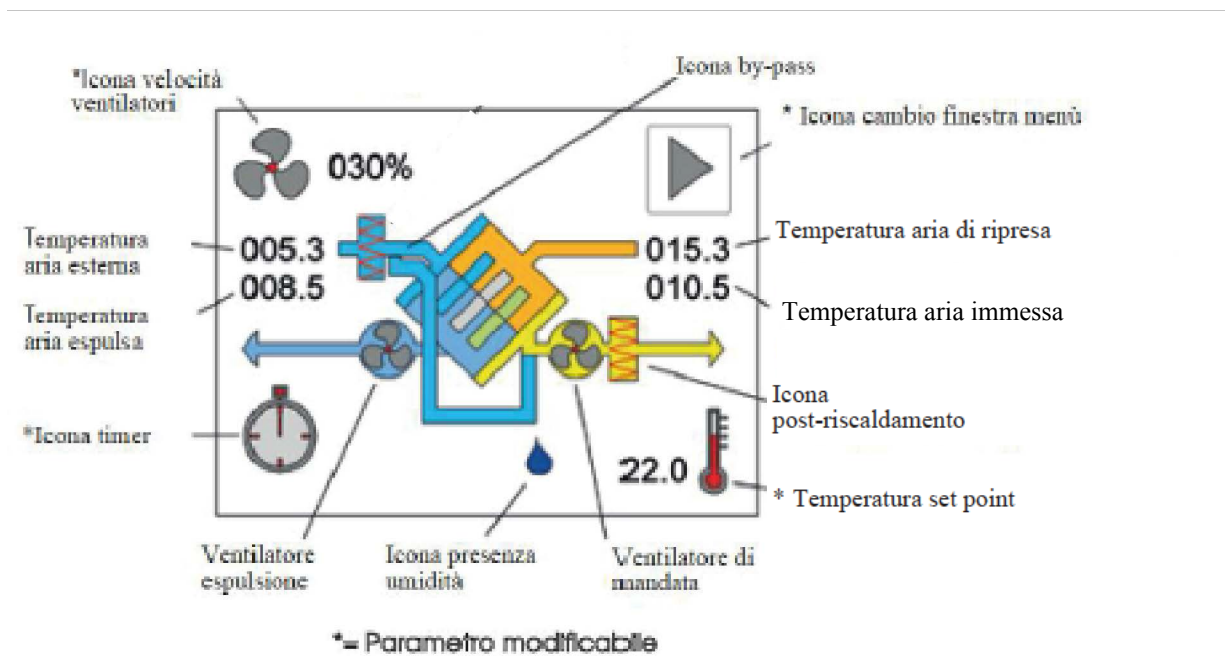 *Icona velocità
ventilatori
Icona by-pass
* Icona cambio finestra menù
030%
Temperatura
aria esterna
005.3
015.3
Temperatura aria di ripresa
008.5
010.5
Temperatura
aria espulsa
Temperatura aria immessa
Icona
post-riscaldamento
*Icona timer
22.0
* Temperatura set point
Ventilatore
espulsione
Icona presenza
umidità
Ventilatore di
mandata
*= Parametro modificabile